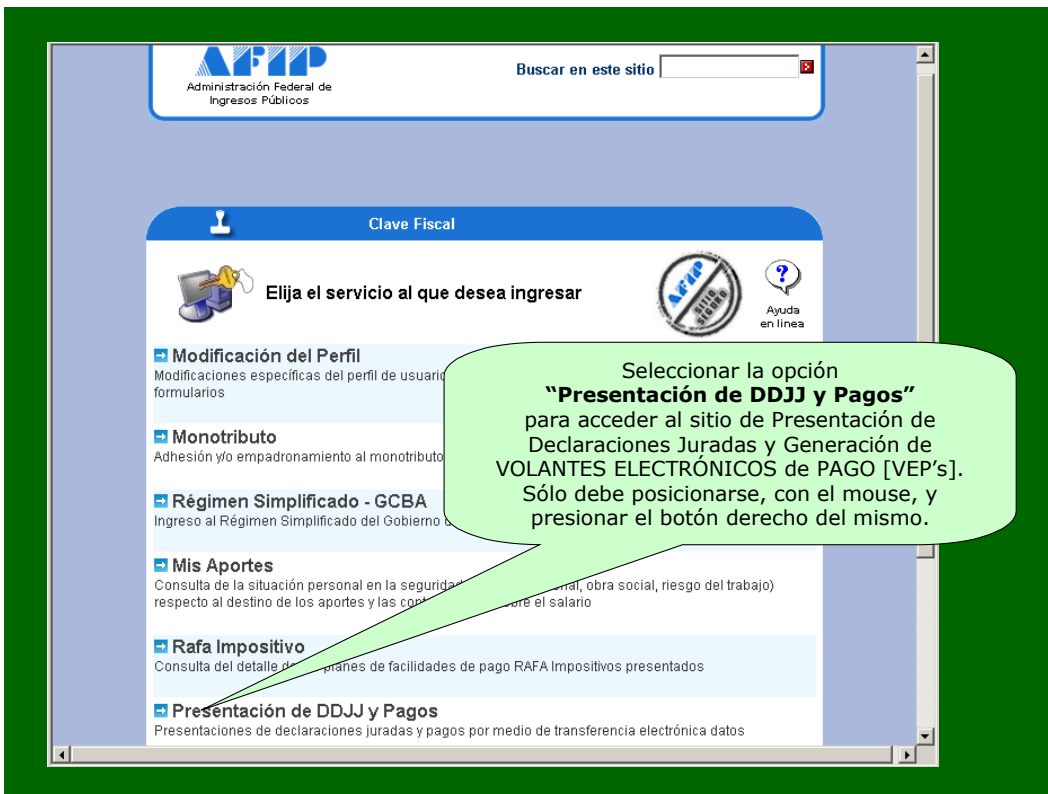 AFIP
Administración Federal de
Ingresos Públicos
Buscar en este sitio
Clave Fiscal
Elija el servicio al que desea ingresar
AFIP
SITIO
SEGURO
Ayuda
en linea
Modificación del Perfil
Modificaciones específicas del perfil de usuario
formularios
Monotributo
Adhesión y/o empadronamiento al monotributo
Régimen Simplificado - GCBA
Ingreso al Régimen Simplificado del Gobierno
Mis Aportes
Consulta de la situación personal en la seguridad obra social, riesgo del trabajo)
respecto al destino de los aportes y las el salario
Rafa Impositivo
Consulta del detalle planes de facilidades de pago RAFA Impositivos presentados
Presentación de DDJJ y Pagos
Presentaciones de declaraciones juradas y pagos por medio de transferencia electrónica datos
Seleccionar la opción
“Presentación de DDJJ y Pagos”
para acceder al sitio de Presentación de
Declaraciones Juradas y Generación de
VOLANTES ELECTRÓNICOS de PAGO [VEP’s].
Sólo debe posicionarse, con el mouse, y
presionar el botón derecho del mismo.